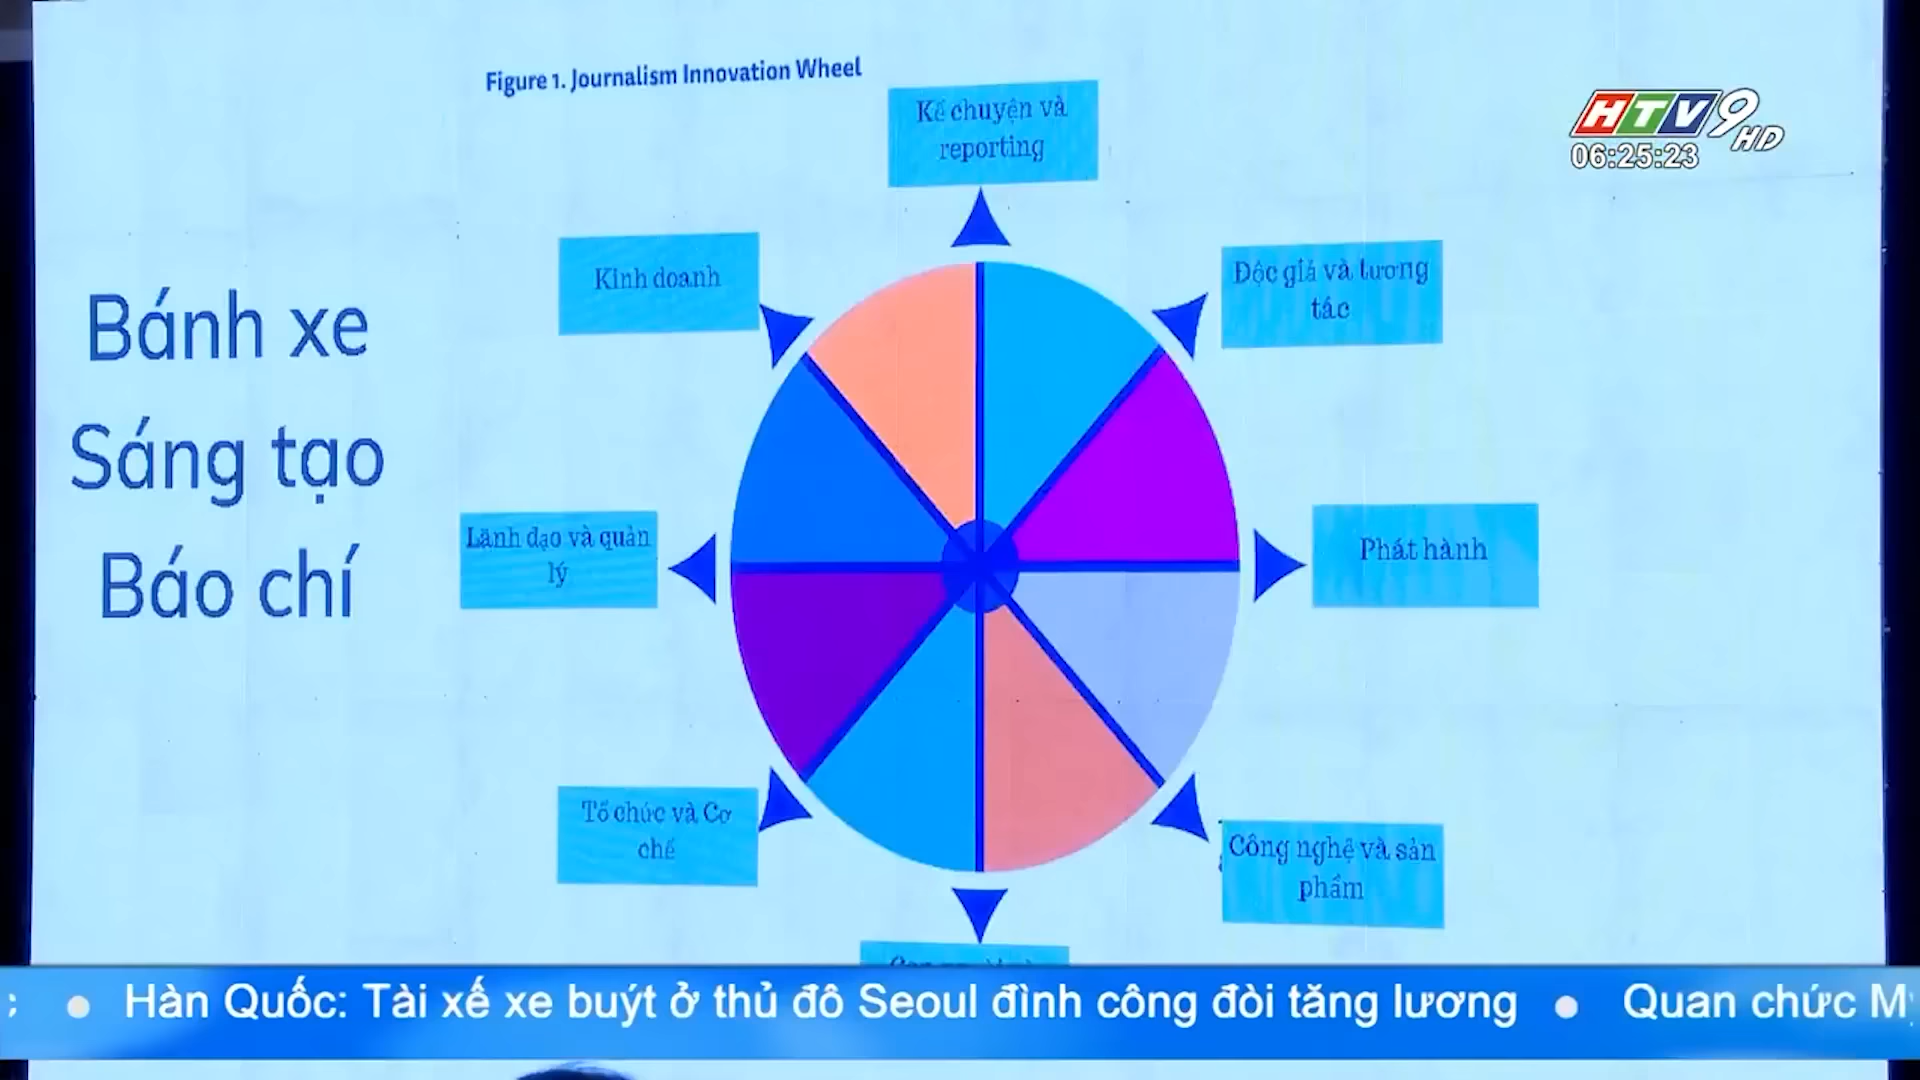 Figure 1. Journalism Innovation Wheel
HTV9
HD
06:25:23
Bánh xe
Sáng tạo
Báo chí
Kể chuyện và
reporting
Kinh doanh
Độc giả và tương
tác
Lãnh đạo và quản
lý
Phát hành
Tổ chức và Cơ
chế
Công nghệ và sản
phẩm
Hàn Quốc: Tài xế xe buýt ở thủ đô Seoul đình công đòi tăng lương • Quan chức